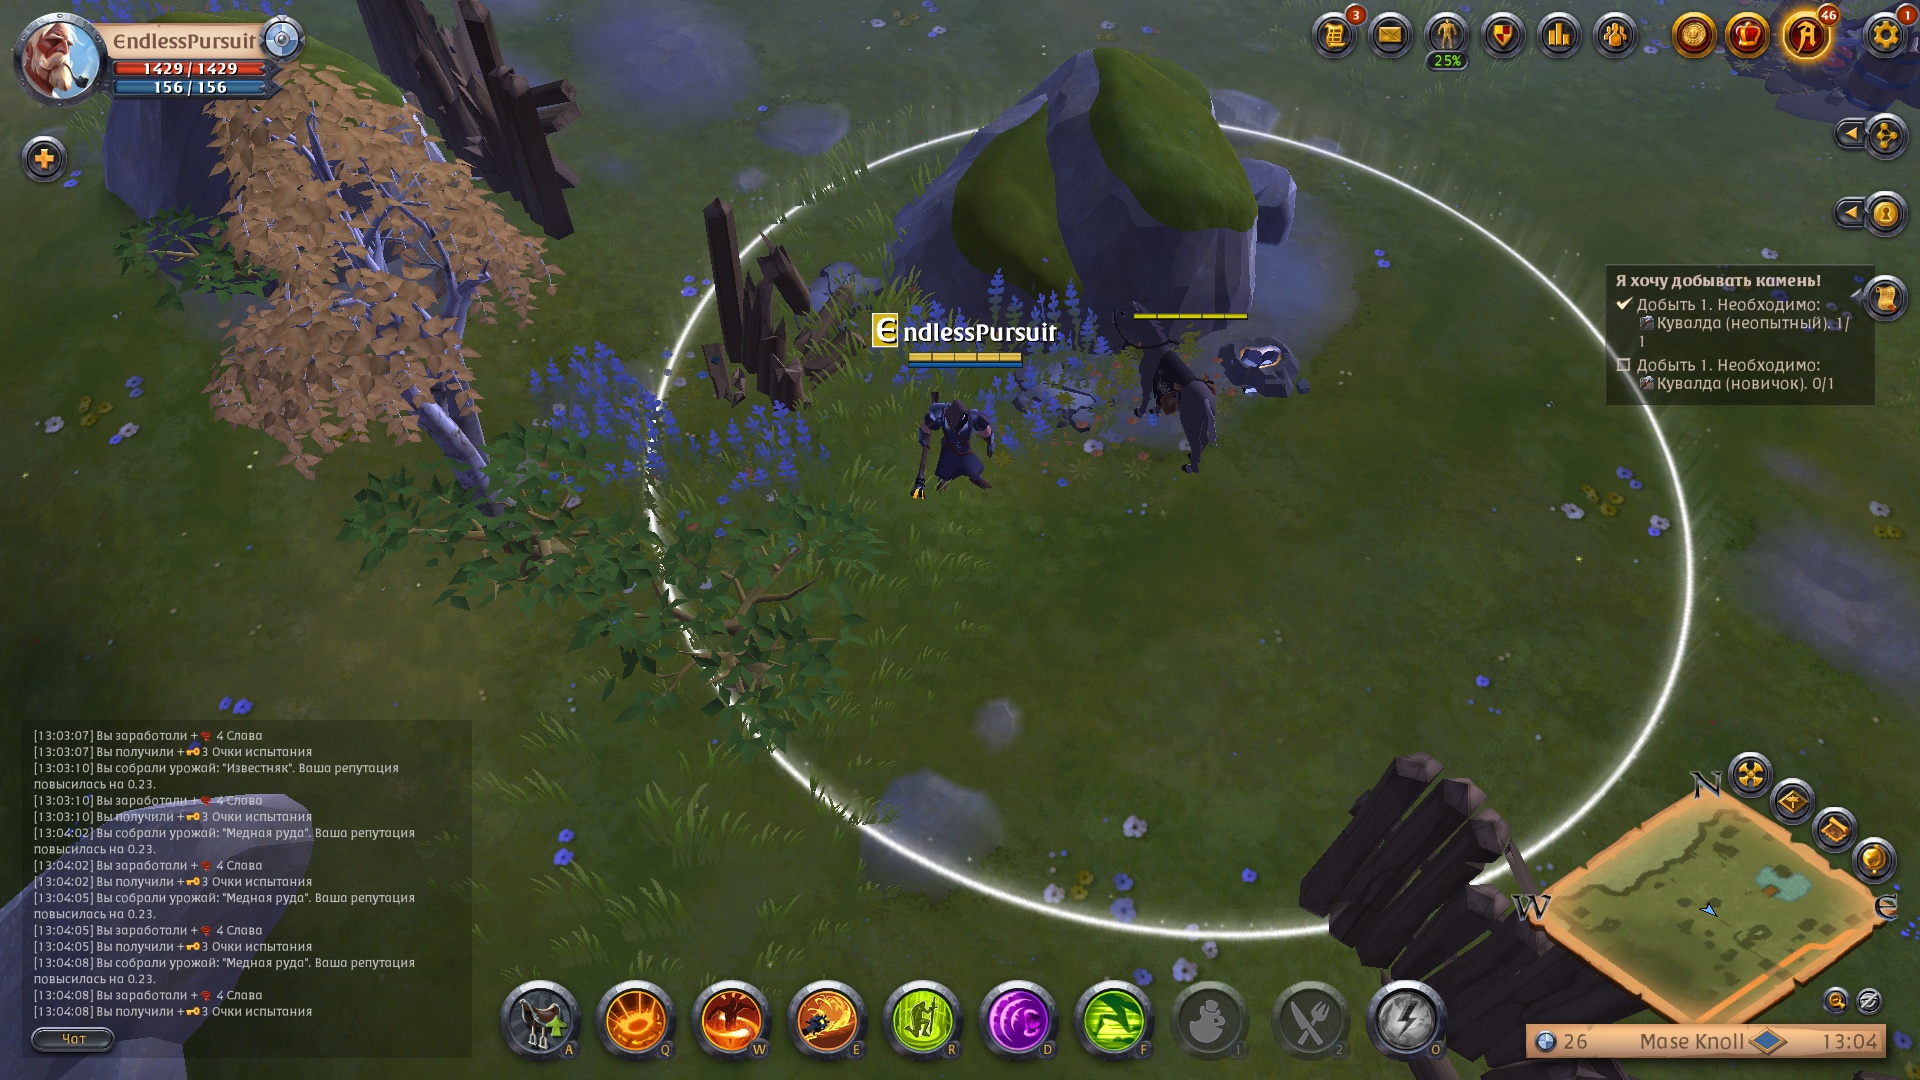 EndlessPursuit
1429 / 1429
156 / 156
3
25%
46
1
Я хочу добывать камень!
Добыть 1. Необходимо:
Кувалда (неопытный). 1/
1
Добыть 1. Необходимо:
Кувалда (новичок). 0/1
EndlessPursuit
[13:03:07] Вы заработали + 4 Слава
[13:03:07] Вы получили + 3 Очки испытания
[13:03:10] Вы собрали урожай: "Известняк". Ваша репутация
повысилась на 0.23.
[13:03:10] Вы заработали + 4 Слава
[13:03:10] Вы получили + 3 Очки испытания
[13:04:02] Вы собрали урожай: "Медная руда". Ваша репутация
повысилась на 0.23.
[13:04:02] Вы заработали + 4 Слава
[13:04:02] Вы получили + 3 Очки испытания
[13:04:05] Вы собрали урожай: "Медная руда". Ваша репутация
повысилась на 0.23.
[13:04:05] Вы заработали + 4 Слава
[13:04:05] Вы получили + 3 Очки испытания
[13:04:08] Вы собрали урожай: "Медная руда". Ваша репутация
повысилась на 0.23.
[13:04:08] Вы заработали + 4 Слава
[13:04:08] Вы получили + 3 Очки испытания
Чат
A Q W E R D F 1 2 O
N
W E
26 Mase Knoll 13:04